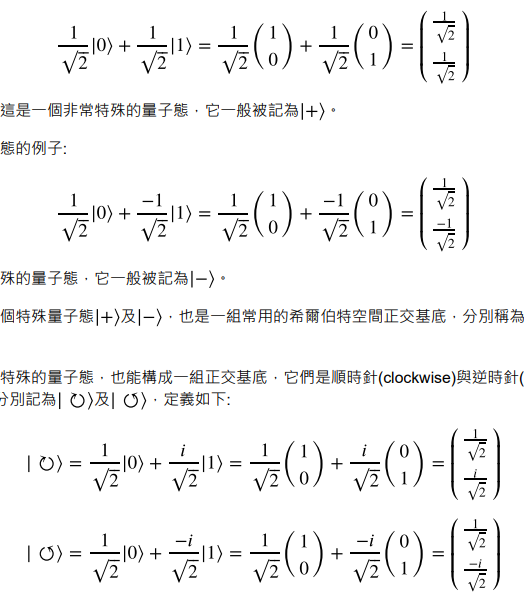 $\frac{1}{\sqrt{2}}|0\rangle + \frac{1}{\sqrt{2}}|1\rangle = \frac{1}{\sqrt{2}}\begin{pmatrix}1\\0\end{pmatrix} + \frac{1}{\sqrt{2}}\begin{pmatrix}0\\1\end{pmatrix} = \begin{pmatrix}\frac{1}{\sqrt{2}}\\\frac{1}{\sqrt{2}}\end{pmatrix}$
這是一個非常特殊的量子態，它一般被記為|+⟩。
態的例子:
$\frac{1}{\sqrt{2}}|0\rangle + \frac{-1}{\sqrt{2}}|1\rangle = \frac{1}{\sqrt{2}}\begin{pmatrix}1\\0\end{pmatrix} + \frac{-1}{\sqrt{2}}\begin{pmatrix}0\\1\end{pmatrix} = \begin{pmatrix}\frac{1}{\sqrt{2}}\\\frac{-1}{\sqrt{2}}\end{pmatrix}$
殊的量子態，它一般被記為|−⟩。
個特殊量子態|+⟩及|−⟩，也是一組常用的希爾伯特空間正交基底，分別稱為
特殊的量子態，也能構成一組正交基底，它們是順時針(clockwise)與逆時針(
分別記為| ↻⟩及| ↺⟩，定義如下:
$|\circlearrowright\rangle = \frac{1}{\sqrt{2}}|0\rangle + \frac{i}{\sqrt{2}}|1\rangle = \frac{1}{\sqrt{2}}\begin{pmatrix}1\\0\end{pmatrix} + \frac{i}{\sqrt{2}}\begin{pmatrix}0\\1\end{pmatrix} = \begin{pmatrix}\frac{1}{\sqrt{2}}\\\frac{i}{\sqrt{2}}\end{pmatrix}$
$|\circlearrowleft\rangle = \frac{1}{\sqrt{2}}|0\rangle + \frac{-i}{\sqrt{2}}|1\rangle = \frac{1}{\sqrt{2}}\begin{pmatrix}1\\0\end{pmatrix} + \frac{-i}{\sqrt{2}}\begin{pmatrix}0\\1\end{pmatrix} = \begin{pmatrix}\frac{1}{\sqrt{2}}\\\frac{-i}{\sqrt{2}}\end{pmatrix}$